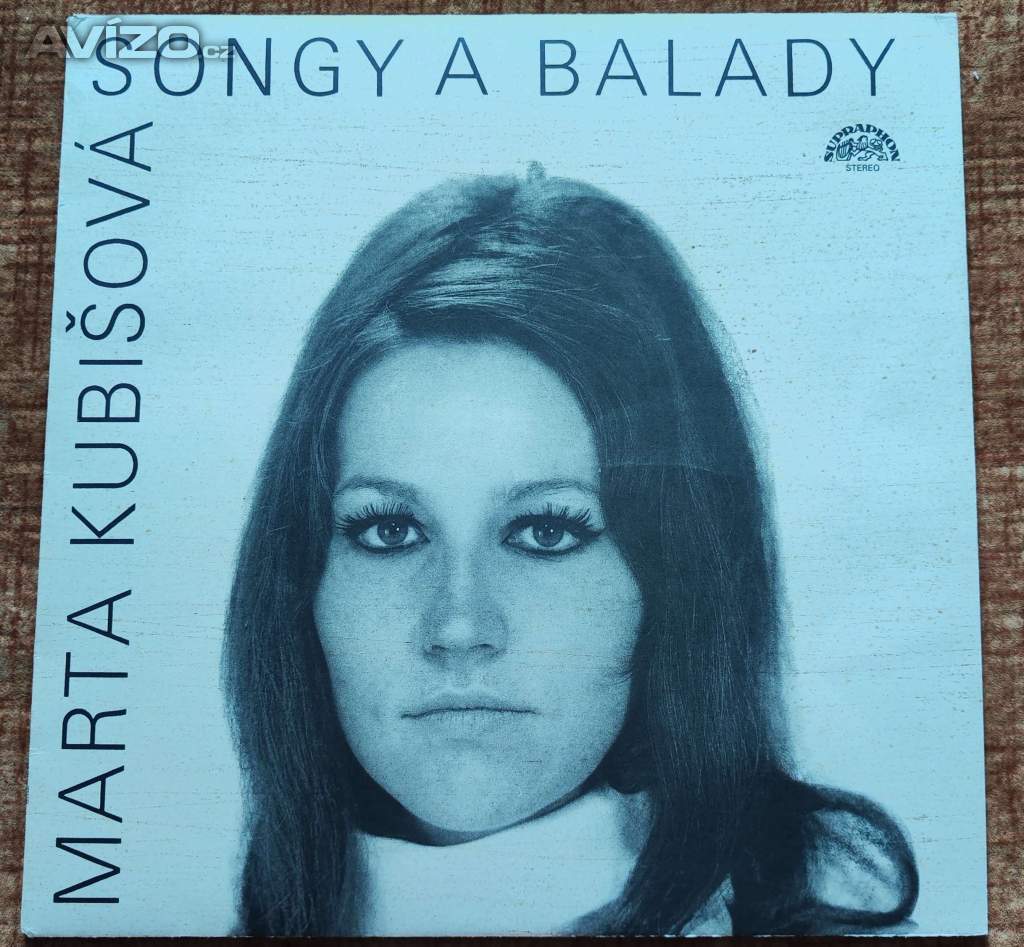 AVÍZO.CZ
SONGY A BALADY
MARTA KUBIŠOVÁ
SUPRAPHON
STEREO